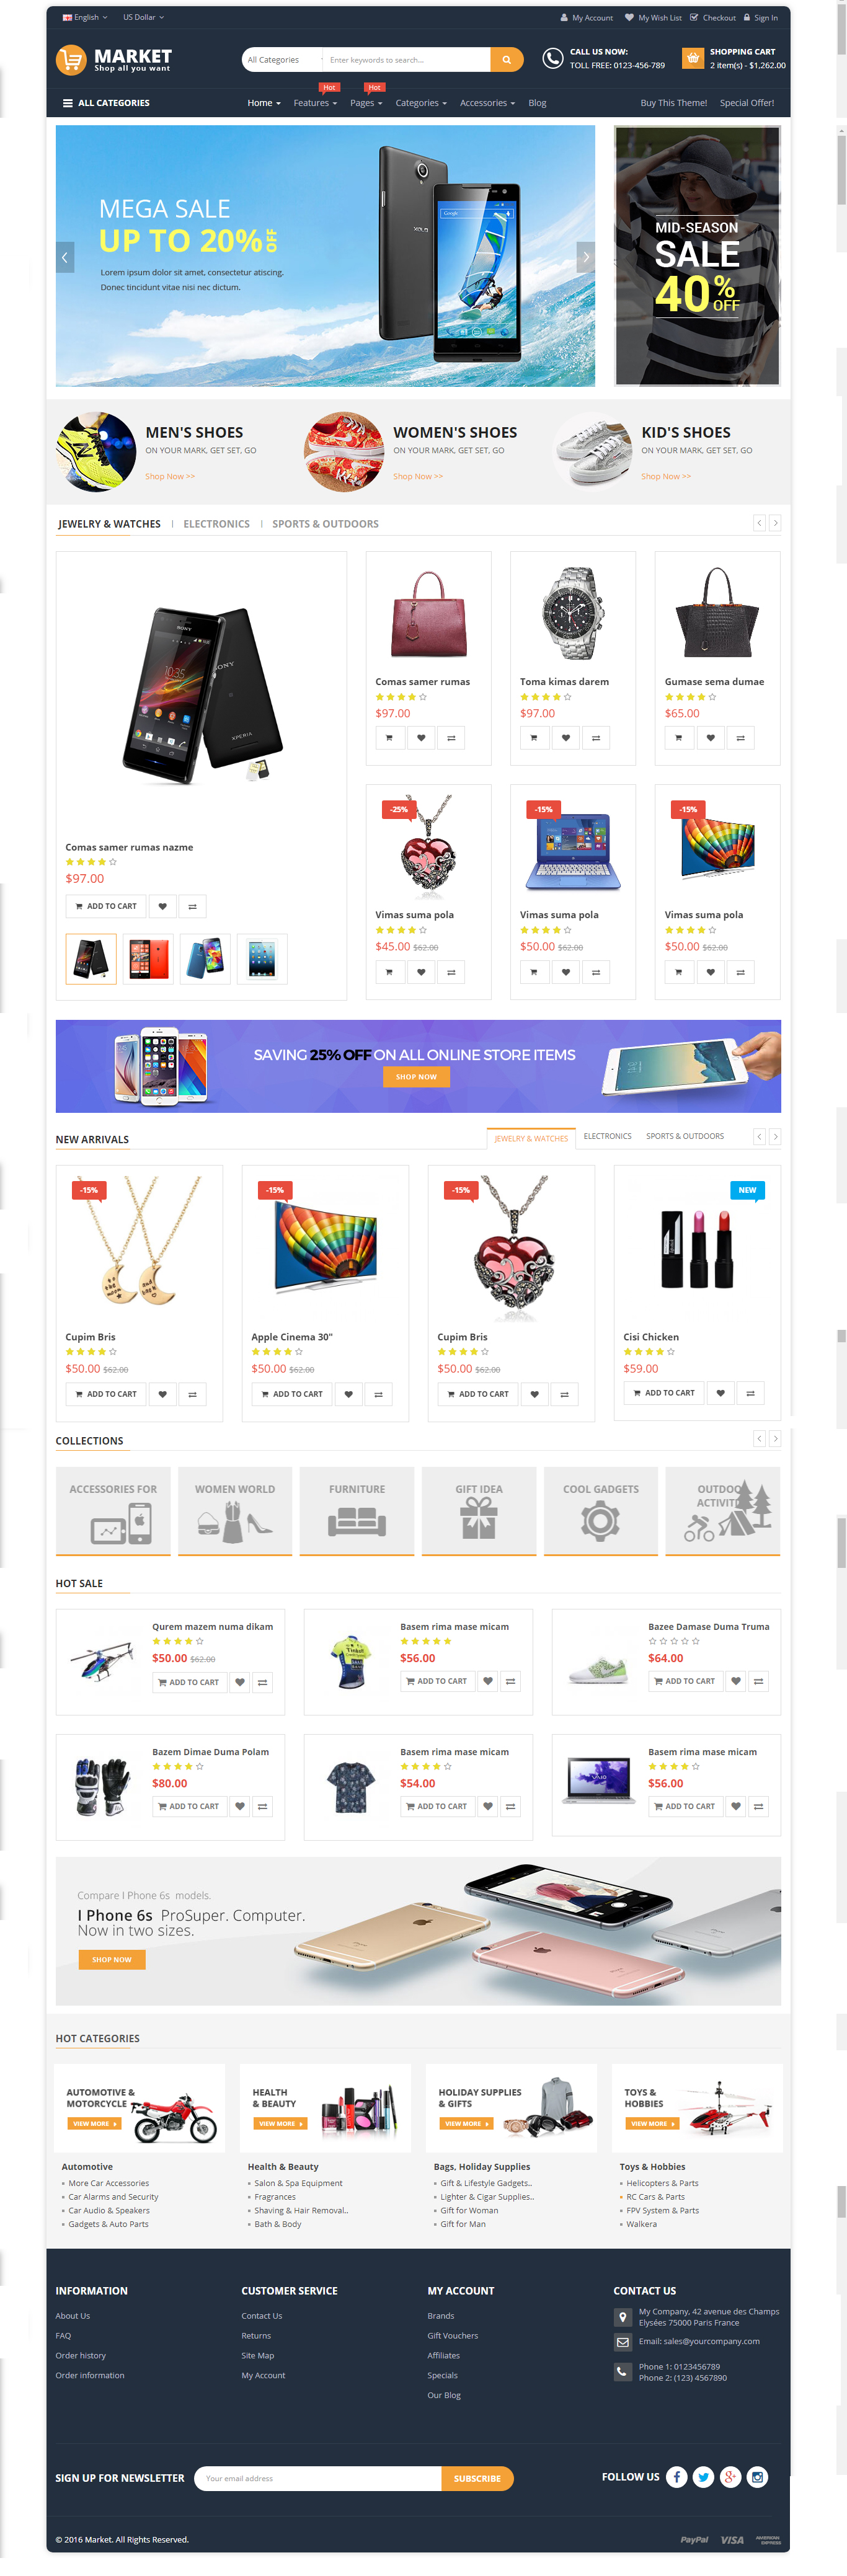 English
US Dollar
My Account
My Wish List
Checkout
Sign In
MARKET
Shop all you want
All Categories
Enter keywords to search...
CALL US NOW:
TOLL FREE: 0123-456-789
SHOPPING CART
2 item(s) - $1,262.00
ALL CATEGORIES
Home
Features
Hot
Pages
Hot
Categories
Accessories
Blog
Buy This Theme!
Special Offer!
MEGA SALE
UP TO 20% OFF
Lorem ipsum dolor sit amet, consectetur atiscing,
Donec tincidunt vitae nisi nec dictum.
XOLO
Google
MID-SEASON
SALE
40% OFF
MEN'S SHOES
ON YOUR MARK, GET SET, GO
Shop Now >>
WOMEN'S SHOES
ON YOUR MARK, GET SET, GO
Shop Now >>
KID'S SHOES
ON YOUR MARK, GET SET, GO
Shop Now >>
JEWELRY & WATCHES
ELECTRONICS
SPORTS & OUTDOORS
SONY
SONY
XPERIA
Comas samer rumas nazme
$97.00
ADD TO CART
Comas samer rumas
$97.00
Toma kimas darem
$97.00
Gumase sema dumae
$65.00
-25%
Vimas suma pola
$45.00 $62.00
-15%
Vimas suma pola
$50.00 $62.00
-15%
Vimas suma pola
$50.00 $62.00
SAVING 25% OFF ON ALL ONLINE STORE ITEMS
SHOP NOW
NEW ARRIVALS
JEWELRY & WATCHES
ELECTRONICS
SPORTS & OUTDOORS
-15%
Cupim Bris
$50.00 $62.00
ADD TO CART
-15%
Apple Cinema 30"
$50.00 $62.00
ADD TO CART
-15%
Cupim Bris
$50.00 $62.00
ADD TO CART
NEW
Cisi Chicken
$59.00
ADD TO CART
COLLECTIONS
ACCESSORIES FOR
WOMEN WORLD
FURNITURE
GIFT IDEA
COOL GADGETS
OUTDOO
ACTIVIT
HOT SALE
Qurem mazem numa dikam
$50.00 $62.00
ADD TO CART
Basem rima mase micam
$56.00
ADD TO CART
Bazee Damase Duma Truma
$64.00
ADD TO CART
Bazem Dimae Duma Polam
$80.00
ADD TO CART
Basem rima mase micam
$54.00
ADD TO CART
Basem rima mase micam
$56.00
ADD TO CART
Compare I Phone 6s models.
I Phone 6s ProSuper. Computer.
Now in two sizes.
SHOP NOW
HOT CATEGORIES
AUTOMOTIVE &
MOTORCYCLE
VIEW MORE
HEALTH
& BEAUTY
VIEW MORE
HOLIDAY SUPPLIES
& GIFTS
VIEW MORE
TOYS &
HOBBIES
VIEW MORE
Automotive
More Car Accessories
Car Alarms and Security
Car Audio & Speakers
Gadgets & Auto Parts
Health & Beauty
Salon & Spa Equipment
Fragrances
Shaving & Hair Removal..
Bath & Body
Bags, Holiday Supplies
Gift & Lifestyle Gadgets..
Lighter & Cigar Supplies..
Gift for Woman
Gift for Man
Toys & Hobbies
Helicopters & Parts
RC Cars & Parts
FPV System & Parts
Walkera
INFORMATION
About Us
FAQ
Order history
Order information
CUSTOMER SERVICE
Contact Us
Returns
Site Map
My Account
MY ACCOUNT
Brands
Gift Vouchers
Affiliates
Specials
Our Blog
CONTACT US
My Company, 42 avenue des Champs
Elysées 75000 Paris France
Email: sales@yourcompany.com
Phone 1: 0123456789
Phone 2: (123) 4567890
SIGN UP FOR NEWSLETTER
Your email address
SUBSCRIBE
FOLLOW US
© 2016 Market. All Rights Reserved.
PayPal
VISA
AMERICAN EXPRESS